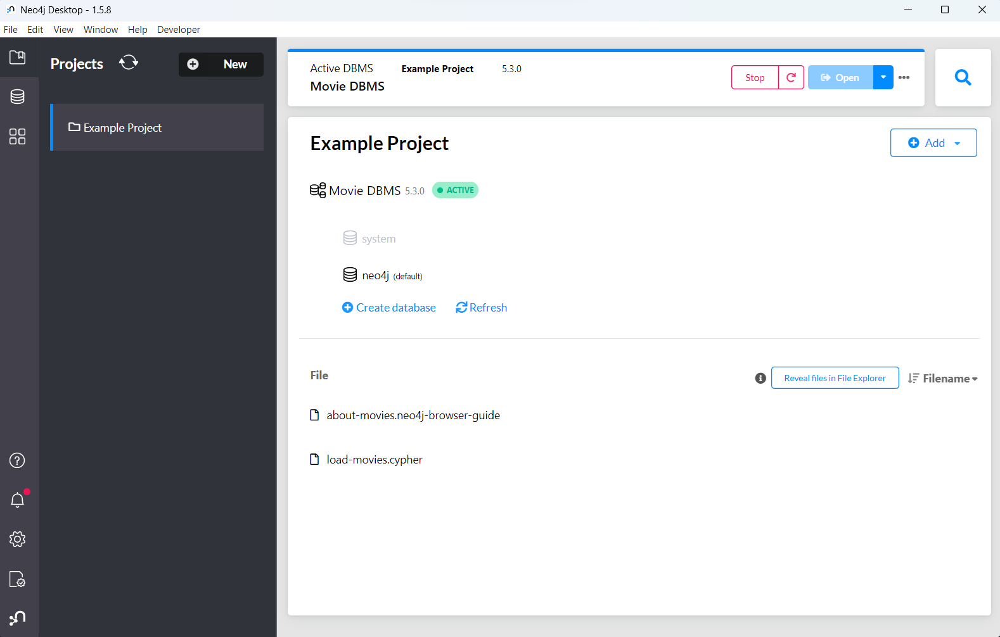 Neo4j Desktop - 1.5.8
File Edit View Window Help Developer
Projects
New
Example Project
Active DBMS
Example Project
5.3.0
Movie DBMS
Stop
Open
Example Project
Add
Movie DBMS 5.3.0 ACTIVE
system
neo4j (default)
Create database
Refresh
File
Reveal files in File Explorer
Filename
about-movies.neo4j-browser-guide
load-movies.cypher